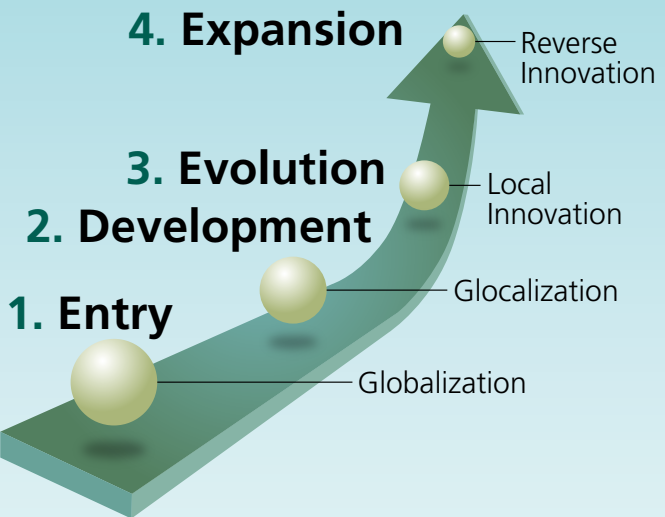 4. Expansion
Reverse
Innovation
3. Evolution
Local
Innovation
2. Development
Glocalization
1. Entry
Globalization